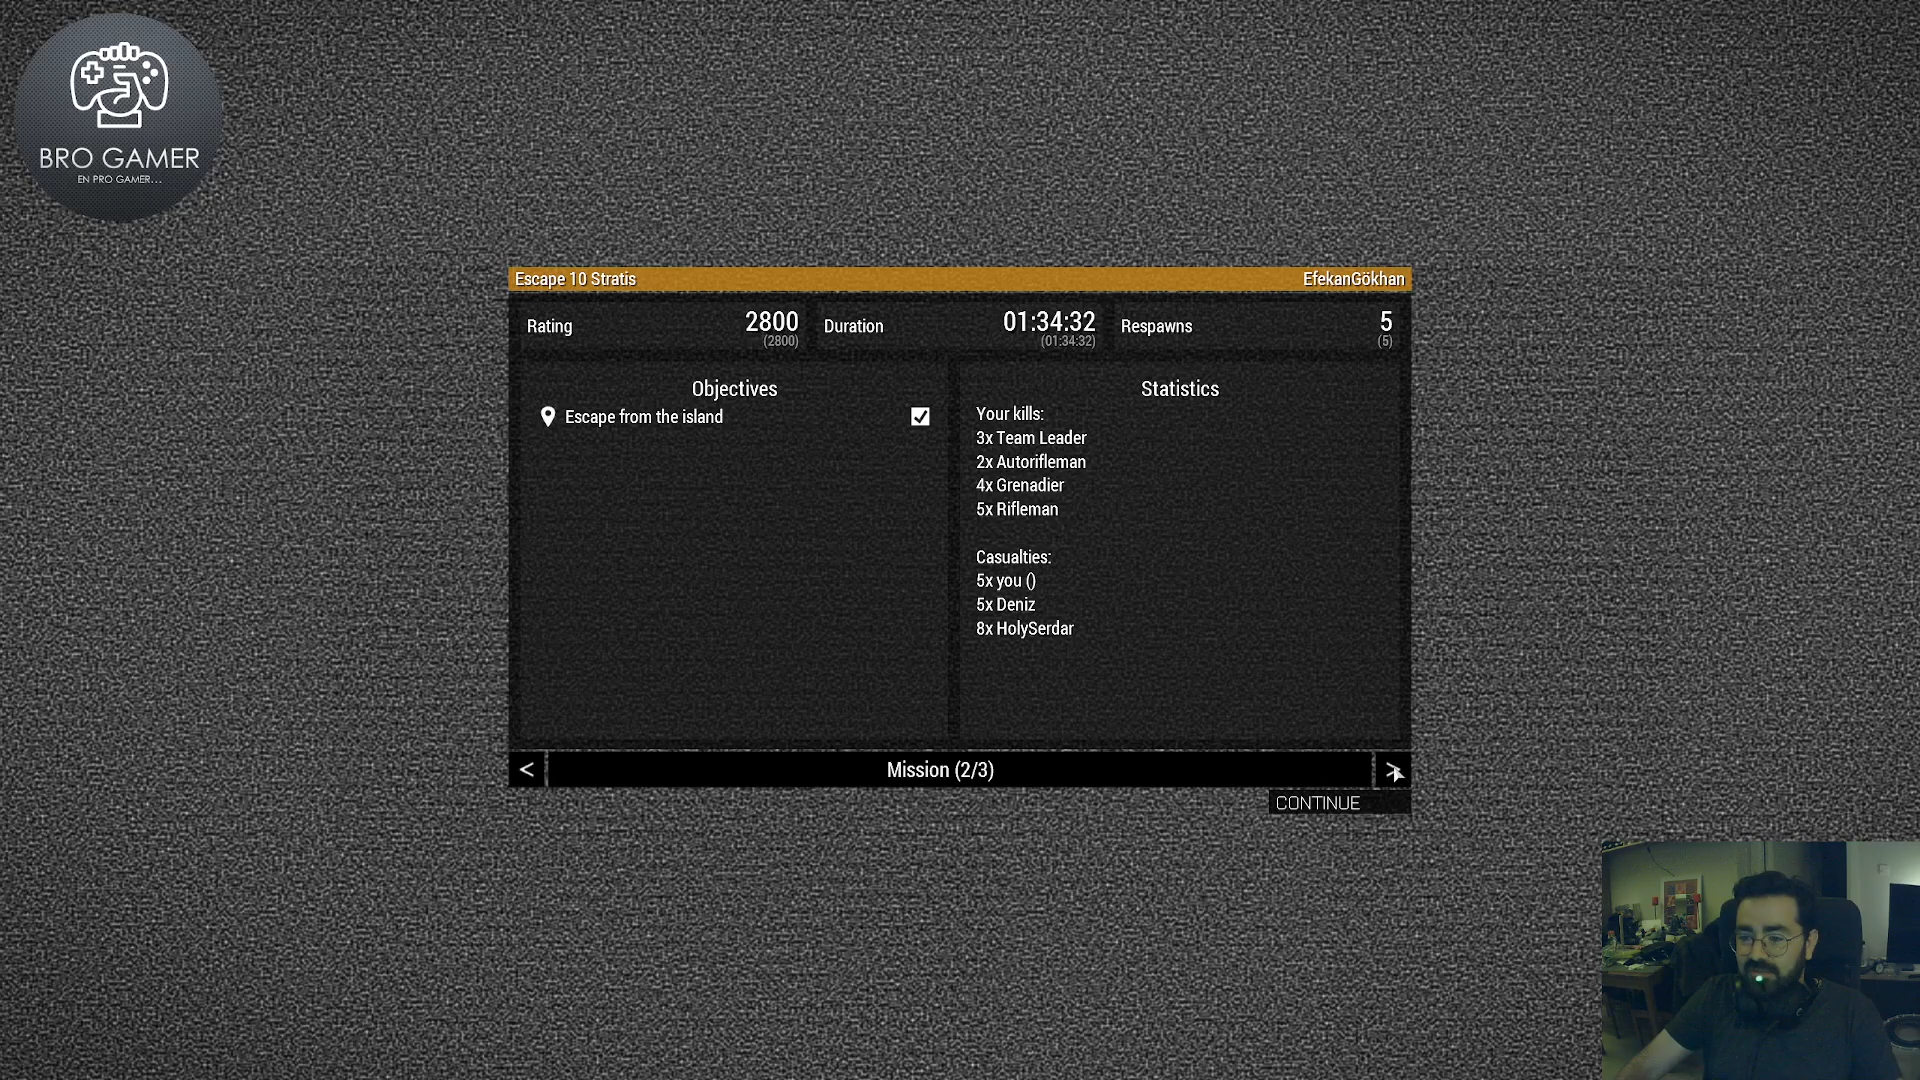 BRO GAMER
EN PRO GAMER...
Escape 10 Stratis EfekanGökhan
Rating 2800 (2800) Duration 01:34:32 (01:34:32) Respawns 5 (5)
Objectives
Escape from the island
Statistics
Your kills:
3x Team Leader
2x Autorifleman
4x Grenadier
5x Rifleman
Casualties:
5x you ()
5x Deniz
8x HolySerdar
< Mission (2/3) >
CONTINUE